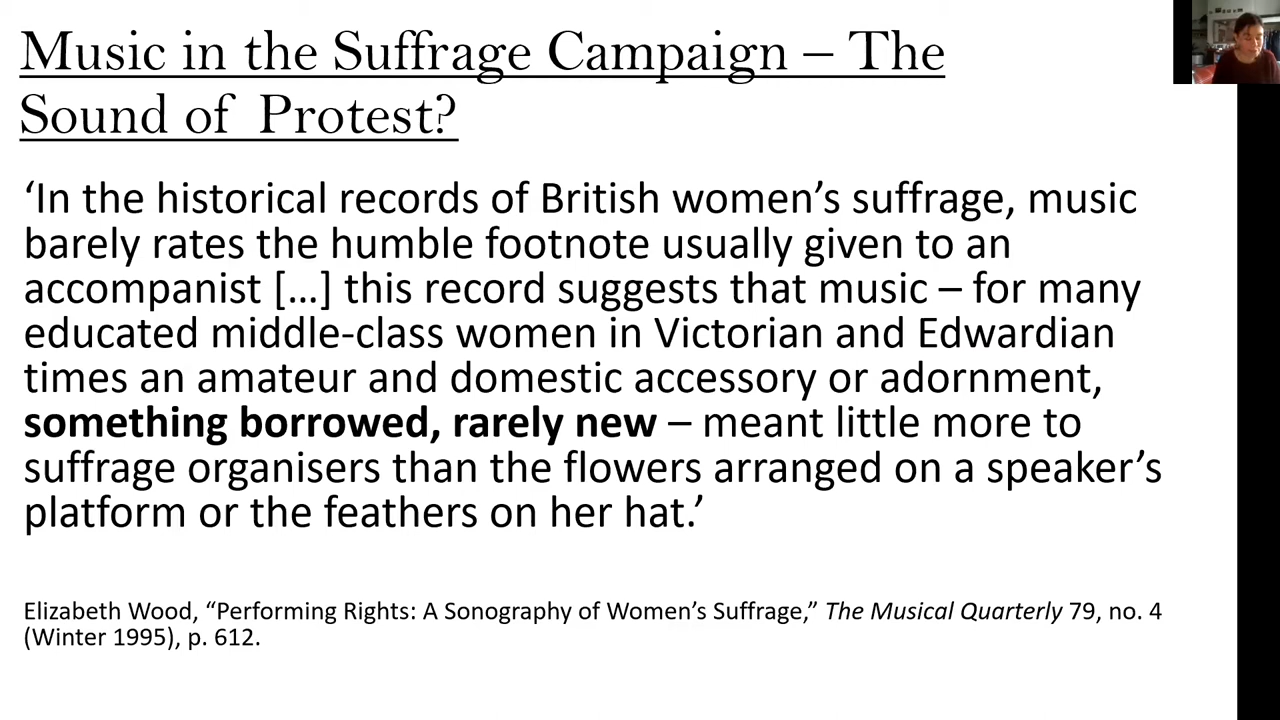 Music in the Suffrage Campaign – The
Sound of Protest?
‘In the historical records of British women’s suffrage, music
barely rates the humble footnote usually given to an
accompanist […] this record suggests that music – for many
educated middle-class women in Victorian and Edwardian
times an amateur and domestic accessory or adornment,
something borrowed, rarely new – meant little more to
suffrage organisers than the flowers arranged on a speaker’s
platform or the feathers on her hat.’
Elizabeth Wood, “Performing Rights: A Sonography of Women’s Suffrage,” The Musical Quarterly 79, no. 4
(Winter 1995), p. 612.